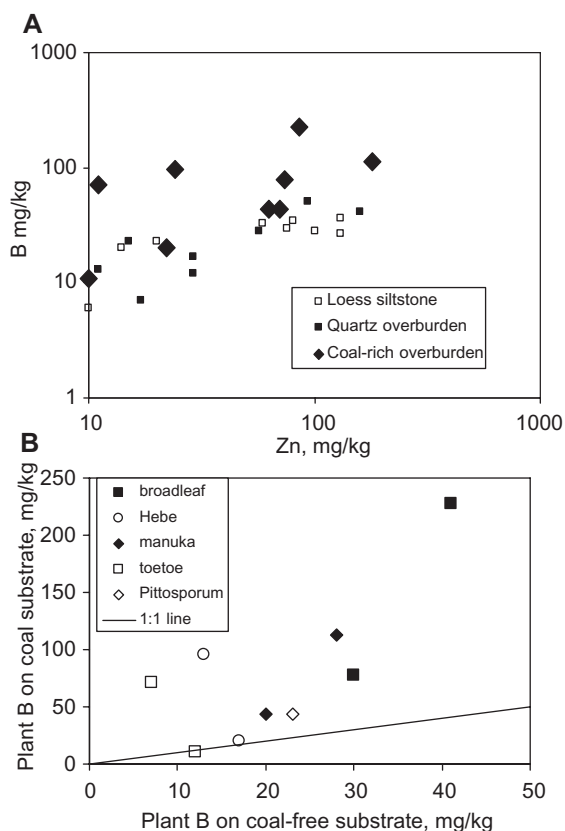 A
1000
100
10
1
B mg/kg
Loess siltstone
Quartz overburden
Coal-rich overburden
10
100
1000
Zn, mg/kg
B
250
200
150
100
50
0
Plant B on coal substrate, mg/kg
broadleaf
Hebe
manuka
toetoe
Pittosporum
1:1 line
0
10
20
30
40
50
Plant B on coal-free substrate, mg/kg